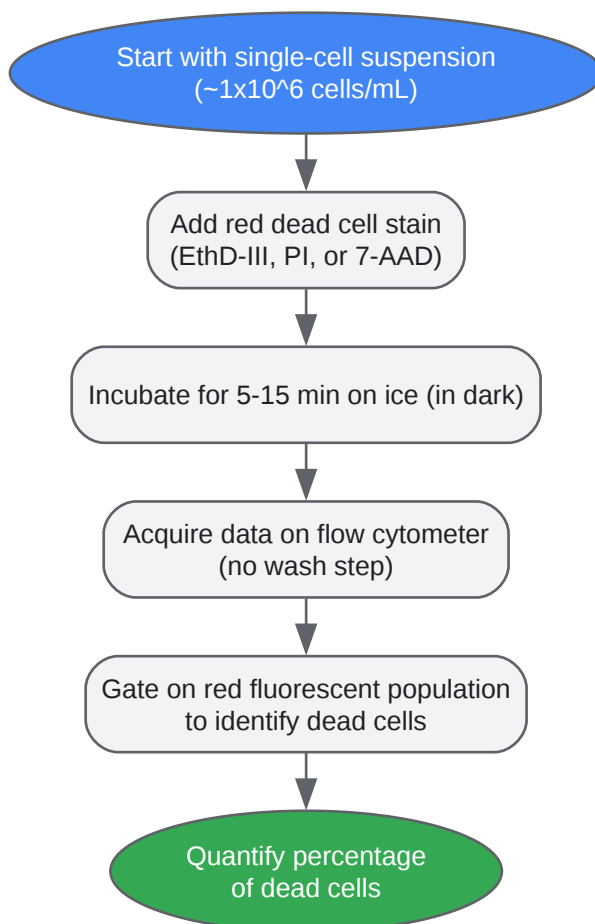 Start with single-cell suspension
(~1x10^6 cells/mL)
Add red dead cell stain
(EthD-III, PI, or 7-AAD)
Incubate for 5-15 min on ice (in dark)
Acquire data on flow cytometer
(no wash step)
Gate on red fluorescent population
to identify dead cells
Quantify percentage
of dead cells